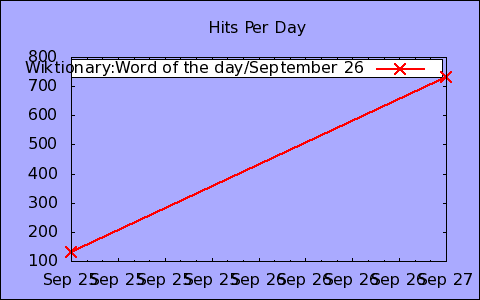 Hits Per Day
800
Wiktionary:Word of the day/September 26
700
600
500
400
300
200
100
Sep 25 Sep 25 Sep 25 Sep 25 Sep 26 Sep 26 Sep 26 Sep 26 Sep 27